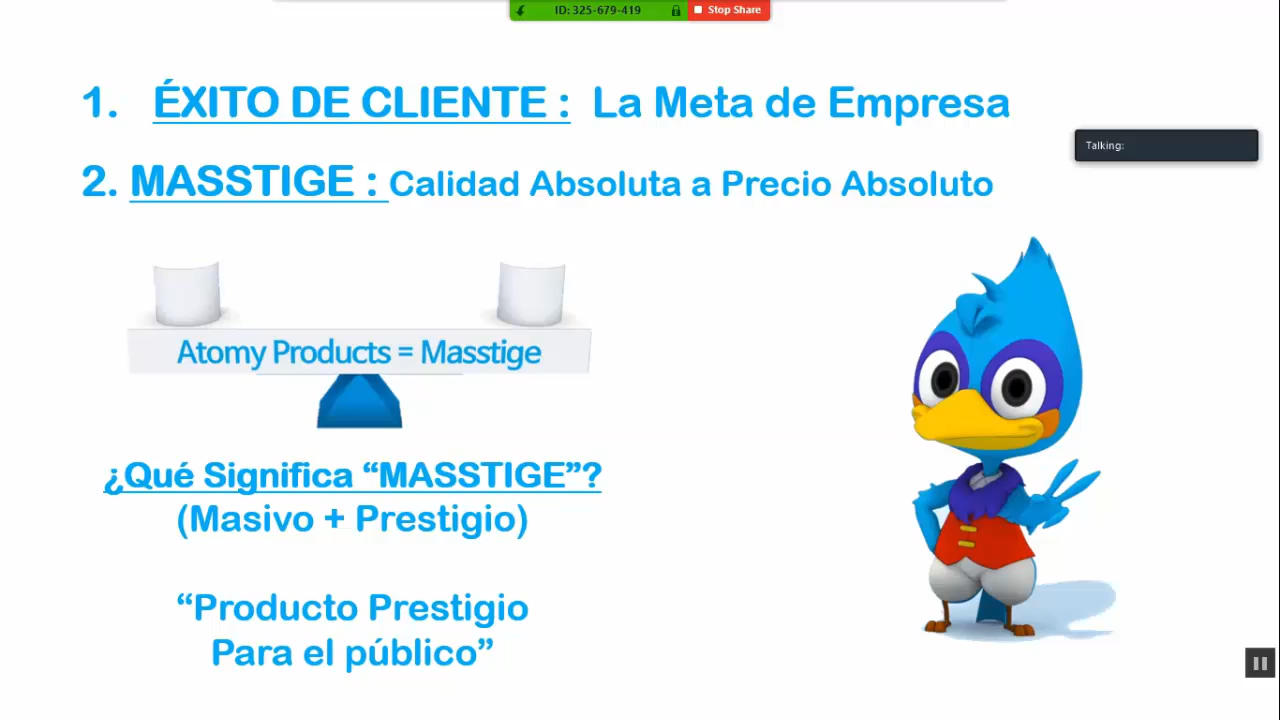 ID: 325-679-419 Stop Share
1. ÉXITO DE CLIENTE : La Meta de Empresa
Talking:
2. MASSTIGE : Calidad Absoluta a Precio Absoluto
Atomy Products = Masstige
¿Qué Significa “MASSTIGE”?
(Masivo + Prestigio)
“Producto Prestigio
Para el público”